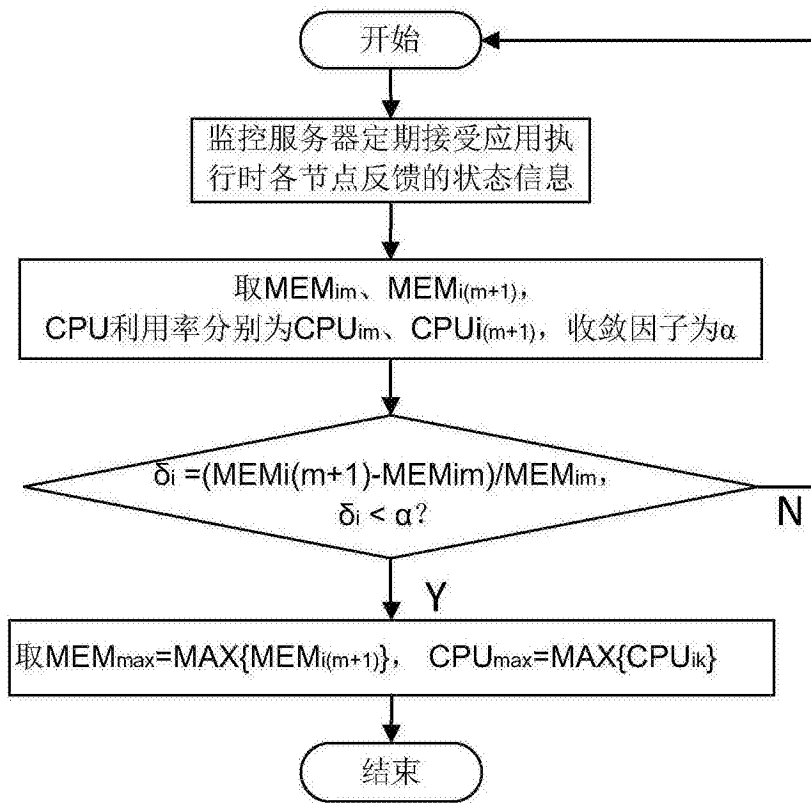 开始
监控服务器定期接受应用执
行时各节点反馈的状态信息
取MEMim、MEMi(m+1)，
CPU利用率分别为CPUim、CPUi(m+1)，收敛因子为α
δi =(MEMi(m+1)-MEMim)/MEMim，
δi < α?
N
Y
取MEMmax=MAX{MEMi(m+1)}， CPUmax=MAX{CPUik}
结束